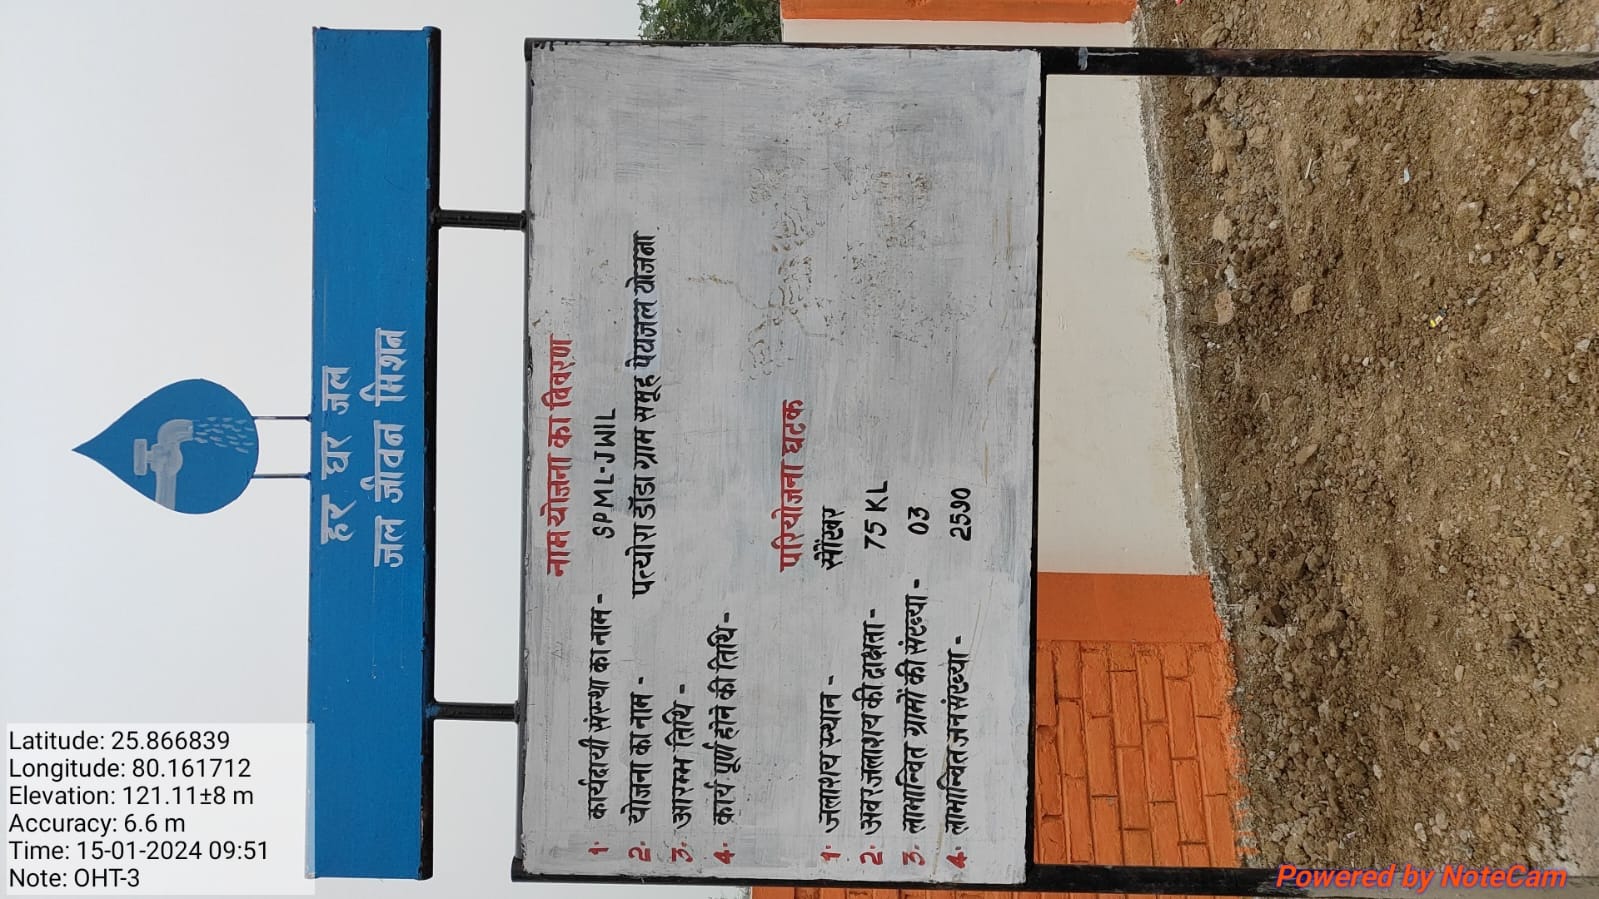 हर घर जल
जल जीवन मिशन
नाम योजना का विवरण
1· कार्यदायी संस्था का नाम - SPML-JWIL
2· योजना का नाम - पत्योरा डॉडा ग्राम समूह पेयजल योजना
3· आरम्भ तिथि -
4· कार्य पूर्ण होने की तिथि -
परियोजना घटक
1· जलाशय स्थान - सौंखर
2· अवर जलाशय की क्षमता - 75 KL
3· लाभान्वित ग्रामों की संख्या - 03
4· लाभान्वित जन संख्या - 2590
Latitude: 25.866839
Longitude: 80.161712
Elevation: 121.11±8 m
Accuracy: 6.6 m
Time: 15-01-2024 09:51
Note: OHT-3
Powered by NoteCam